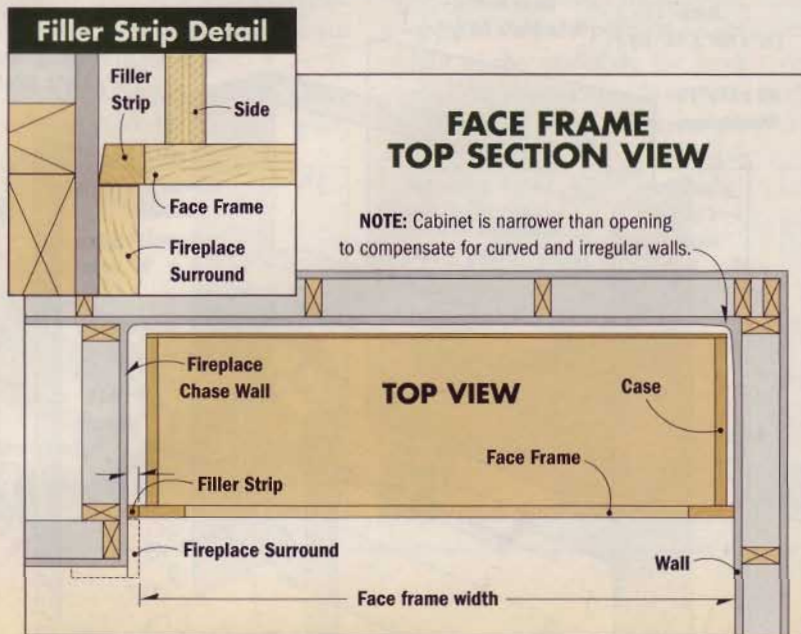 Filler Strip Detail
Filler
Strip
Side
Face Frame
Fireplace
Surround
FACE FRAME
TOP SECTION VIEW
NOTE: Cabinet is narrower than opening
to compensate for curved and irregular walls.
Fireplace
Chase Wall
TOP VIEW
Case
Face Frame
Filler Strip
Fireplace Surround
Wall
Face frame width